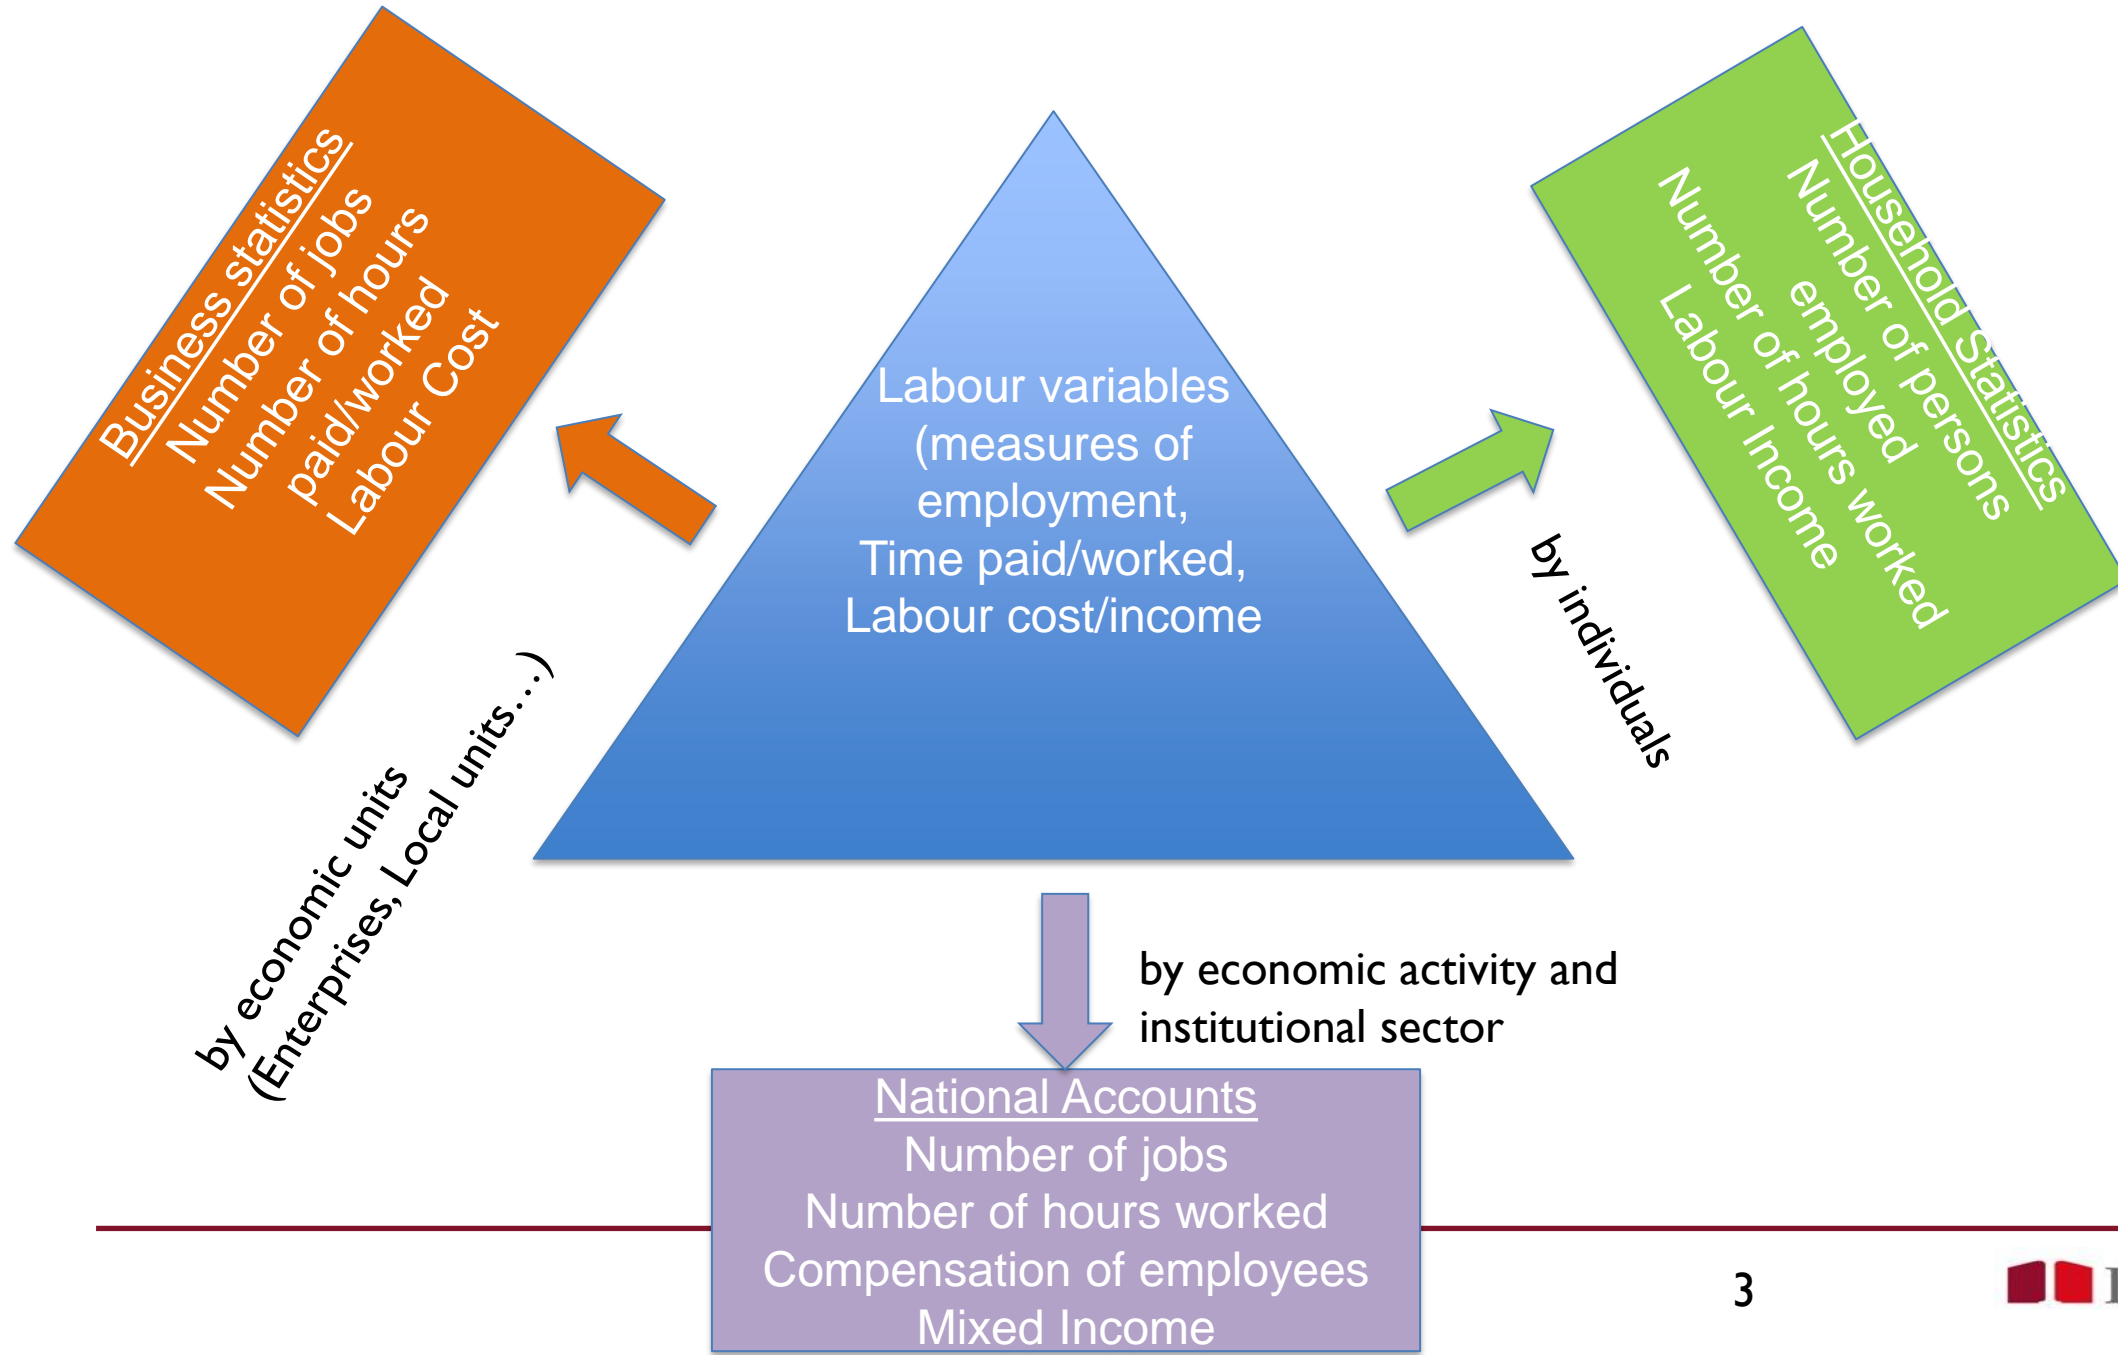 Business statistics
Number of jobs
Number of hours
paid/worked
Labour Cost
by economic units
(Enterprises, Local units….)
Labour variables
(measures of
employment,
Time paid/worked,
Labour cost/income
Household Statistics
Number of persons
employed
Number of hours worked
Labour Income
by individuals
by economic activity and
institutional sector
National Accounts
Number of jobs
Number of hours worked
Compensation of employees
Mixed Income
3